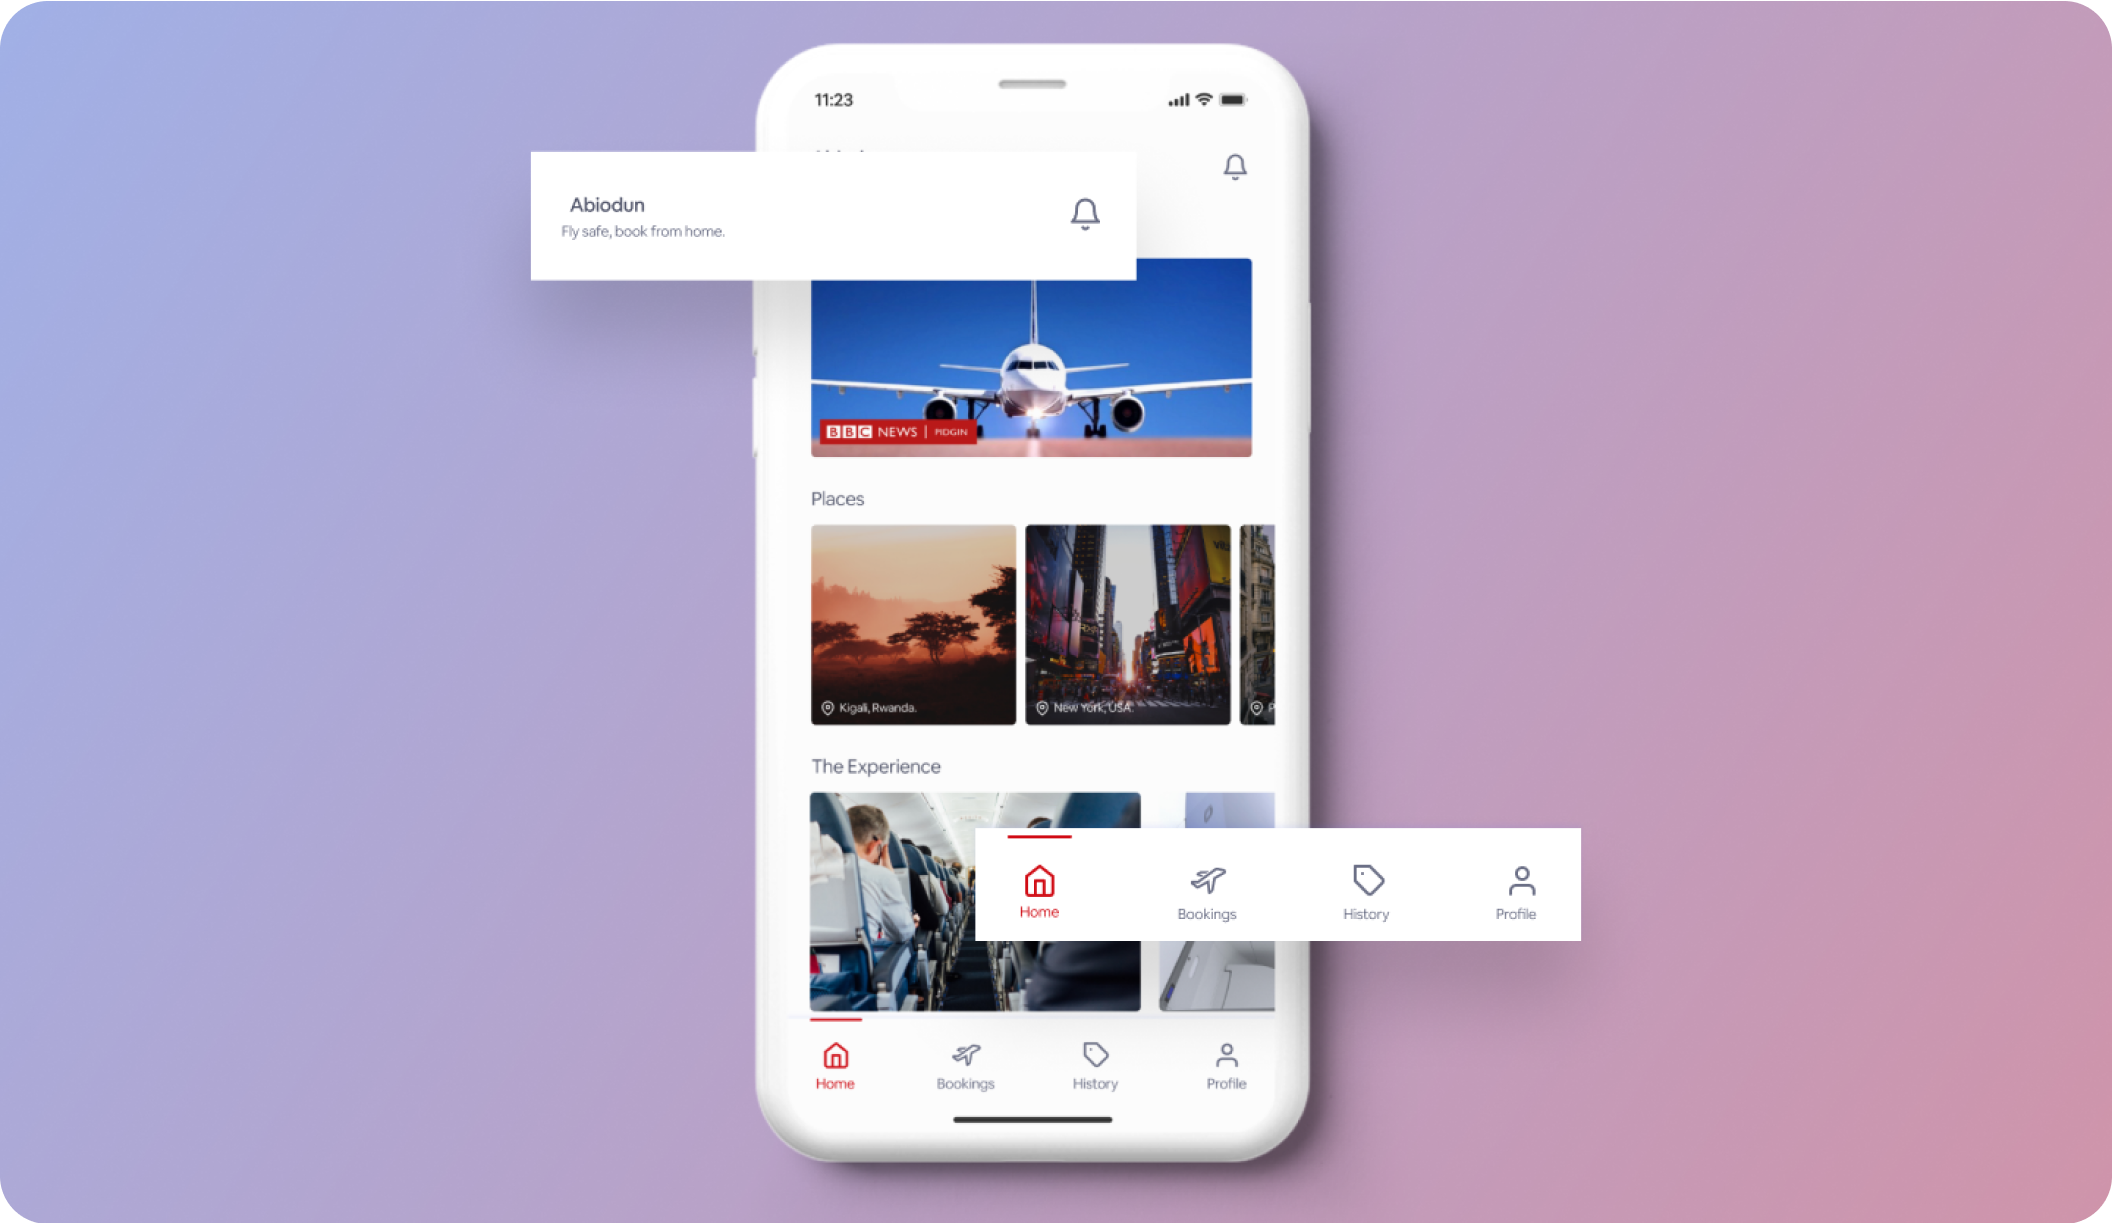 11:23
Abiodun
Fly safe, book from home.
BBC NEWS | PIDGIN
Places
Kigali, Rwanda.
New York, USA.
P
The Experience
Home
Bookings
History
Profile
Home
Bookings
History
Profile